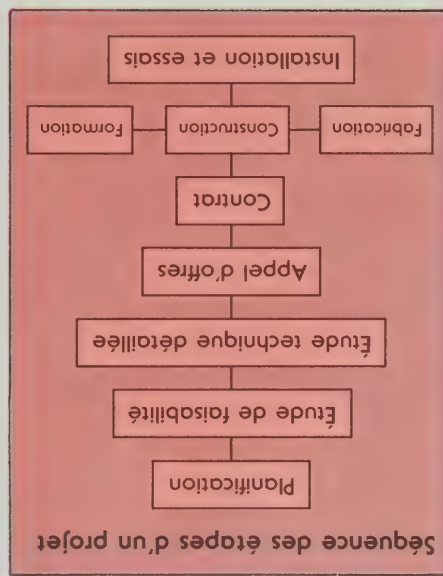 Séquence des étapes d'un projet
Planification
Étude de faisabilité
Étude technique détaillée
Appel d'offres
Contrat
Fabrication
Construction
Formation
Installation et essais